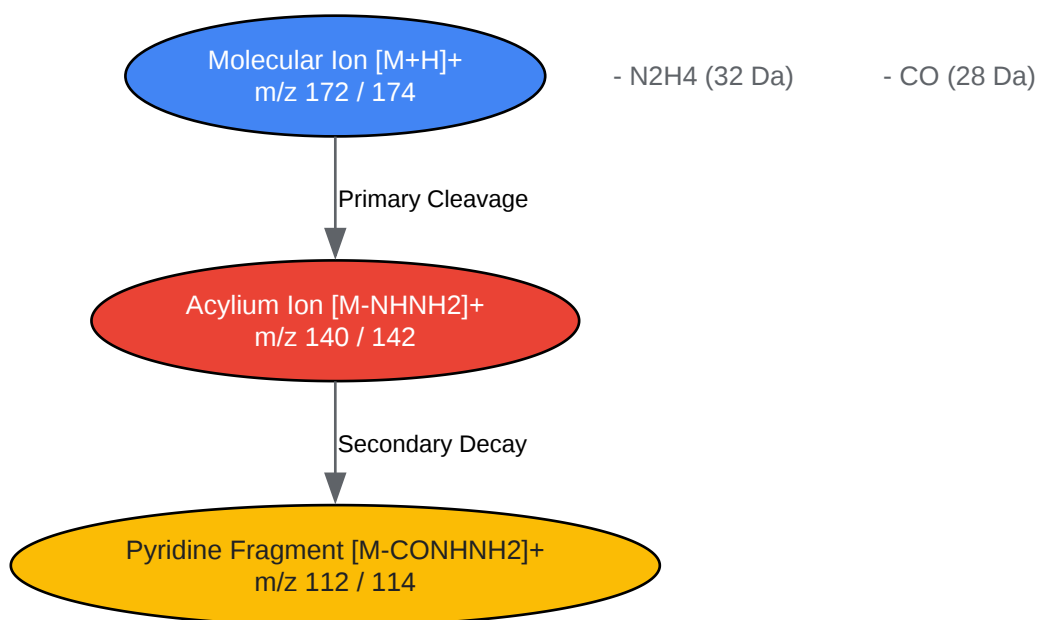 Molecular Ion [M+H]+
m/z 172 / 174
- N2H4 (32 Da)
- CO (28 Da)
Primary Cleavage
Acylium Ion [M-NHNH2]+
m/z 140 / 142
Secondary Decay
Pyridine Fragment [M-CONHNH2]+
m/z 112 / 114